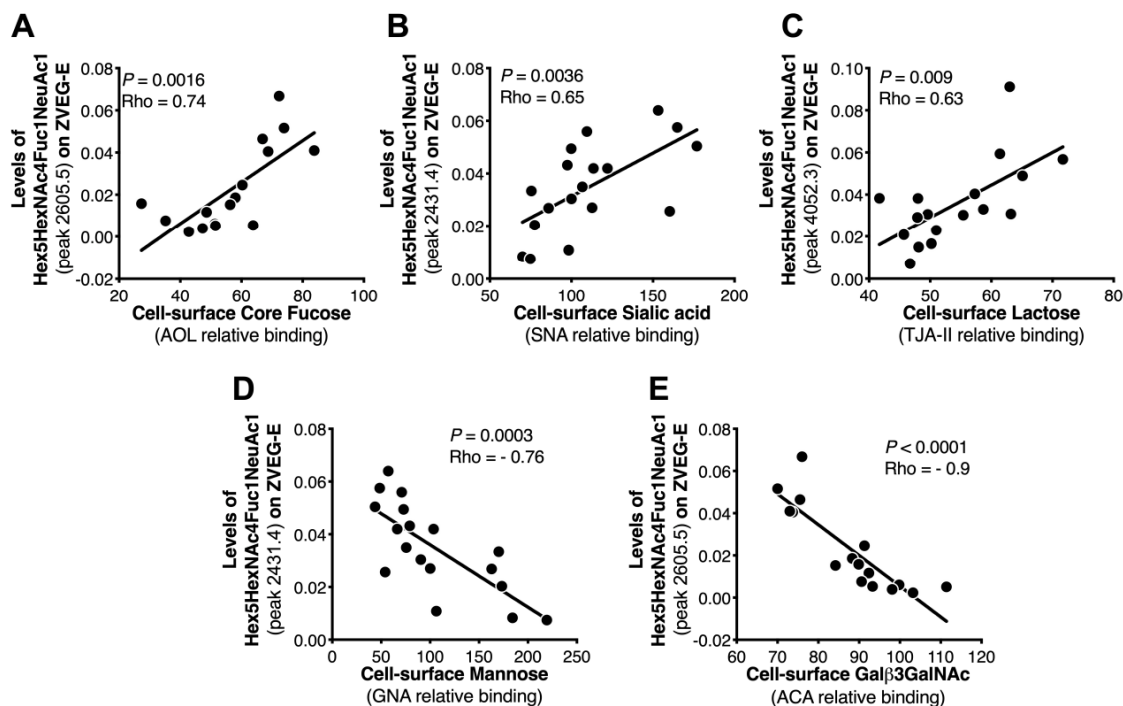 A
Levels of
Hex5HexNAc4Fuc1NeuAc1
(peak 2605.5) on ZVEG-E
0.08
0.06
0.04
0.02
0.00
-0.02
P = 0.0016
Rho = 0.74
20
40
60
80
100
Cell-surface Core Fucose
(AOL relative binding)
B
Levels of
Hex5HexNAc4Fuc1NeuAc1
(peak 2431.4) on ZVEG-E
0.08
0.06
0.04
0.02
0.00
P = 0.0036
Rho = 0.65
50
100
150
200
Cell-surface Sialic acid
(SNA relative binding)
C
Levels of
Hex5HexNAc4Fuc1NeuAc1
(peak 4052.3) on ZVEG-E
0.10
0.08
0.06
0.04
0.02
0.00
P = 0.009
Rho = 0.63
40
50
60
70
80
Cell-surface Lactose
(TJA-II relative binding)
D
Levels of
Hex5HexNAc4Fuc1NeuAc1
(peak 2431.4) on ZVEG-E
0.08
0.06
0.04
0.02
0.00
P = 0.0003
Rho = - 0.76
0
50
100
150
200
250
Cell-surface Mannose
(GNA relative binding)
E
Levels of
Hex5HexNAc4Fuc1NeuAc1
(peak 2605.5) on ZVEG-E
0.08
0.06
0.04
0.02
0.00
-0.02
P < 0.0001
Rho = - 0.9
60
70
80
90
100
110
120
Cell-surface Galβ3GalNAc
(ACA relative binding)